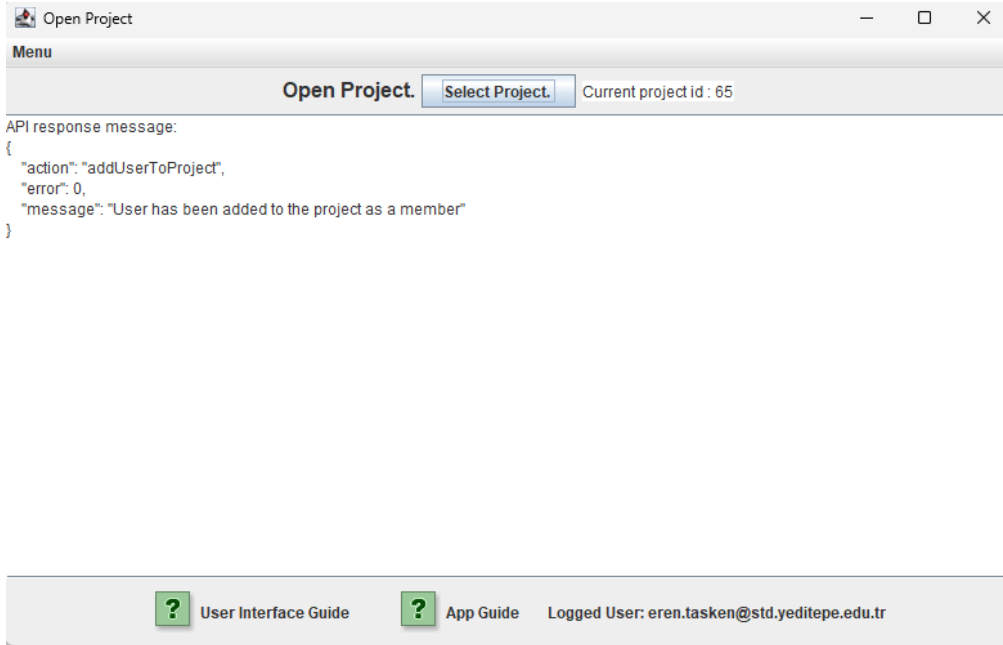 Open Project
Menu
Open Project. Select Project. Current project id : 65
API response message:
{
"action": "addUserToProject",
"error": 0,
"message": "User has been added to the project as a member"
}
? User Interface Guide ? App Guide Logged User: eren.tasken@std.yeditepe.edu.tr